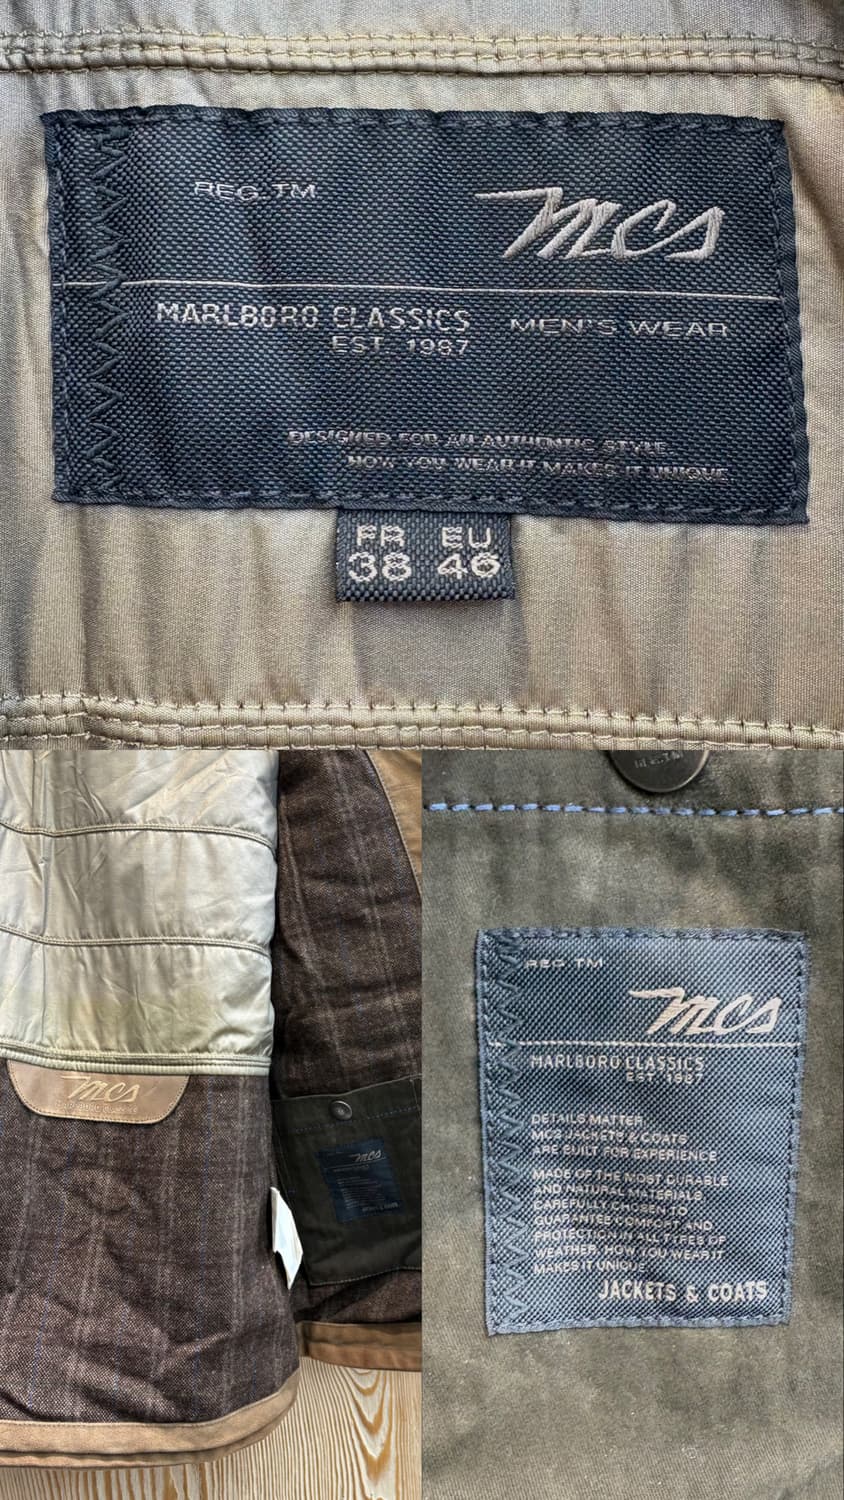 REG. TM
mcs
MARLBORO CLASSICS MEN'S WEAR
EST. 1987
DESIGNED FOR AN AUTHENTIC STYLE.
HOW YOU WEAR IT MAKES IT UNIQUE
FR EU
38 46
mcs
mcs
REG. TM
mcs
MARLBORO CLASSICS
EST. 1987
DETAILS MATTER.
MCS JACKETS & COATS
ARE BUILT FOR EXPERIENCE.
MADE OF THE MOST DURABLE
AND NATURAL MATERIALS,
CAREFULLY CHOSEN TO
GUARANTEE COMFORT AND
PROTECTION IN ALL TYPES OF
WEATHER. HOW YOU WEAR IT
MAKES IT UNIQUE.
JACKETS & COATS